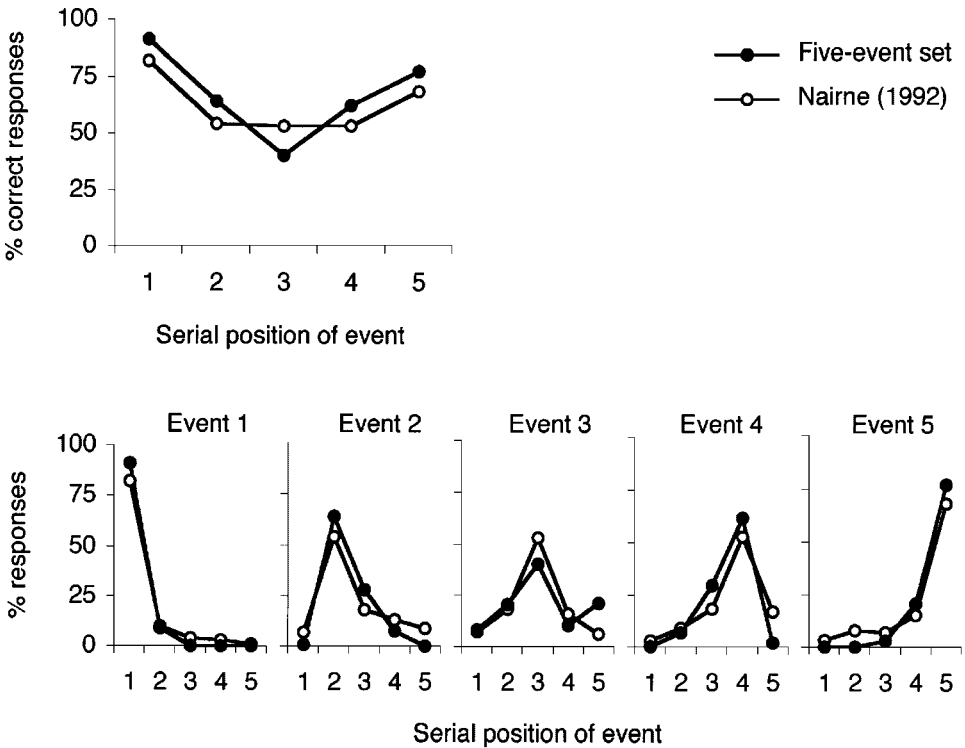 100
75
50
25
0
% correct responses
1 2 3 4 5
Serial position of event
Five-event set
Nairne (1992)
Event 1 Event 2 Event 3 Event 4 Event 5
100
75
50
25
0
% responses
1 2 3 4 5 1 2 3 4 5 1 2 3 4 5 1 2 3 4 5 1 2 3 4 5
Serial position of event